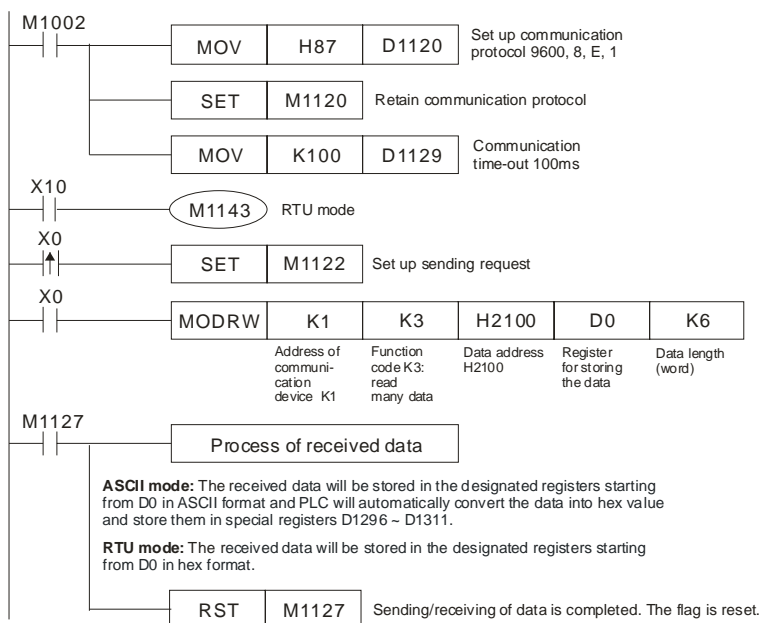 M1002
MOV H87 D1120 Set up communication
protocol 9600, 8, E, 1
SET M1120 Retain communication protocol
MOV K100 D1129 Communication
time-out 100ms
X10
M1143 RTU mode
X0
SET M1122 Set up sending request
X0
MODRW K1 K3 H2100 D0 K6
Address of
communi-
cation
device K1
Function
code K3:
read
many data
Data address
H2100
Register
for storing
the data
Data length
(word)
M1127
Process of received data
ASCII mode: The received data will be stored in the designated registers starting
from D0 in ASCII format and PLC will automatically convert the data into hex value
and store them in special registers D1296 ~ D1311.
RTU mode: The received data will be stored in the designated registers starting
from D0 in hex format.
RST M1127 Sending/receiving of data is completed. The flag is reset.